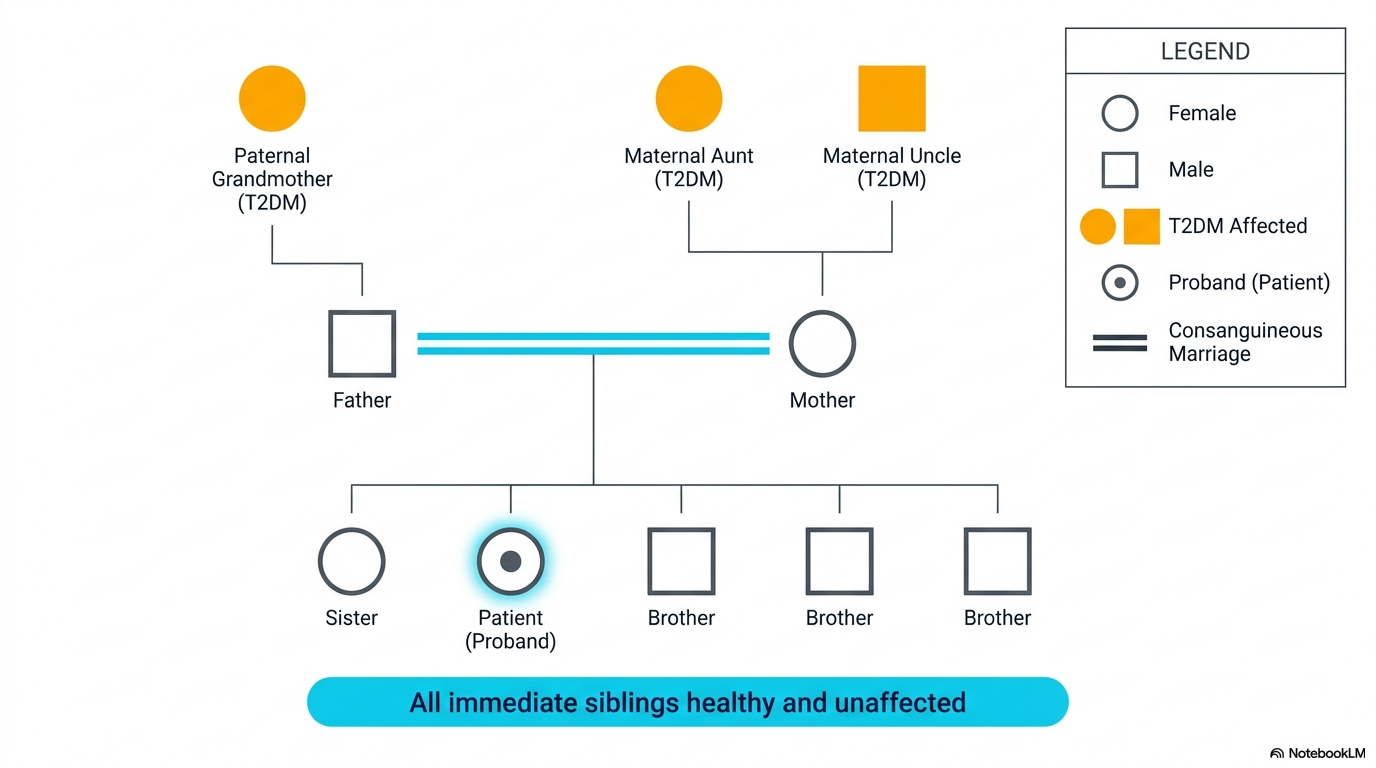 LEGEND
Female
Male
T2DM Affected
Proband (Patient)
Consanguineous
Marriage
Paternal
Grandmother
(T2DM)
Maternal Aunt
(T2DM)
Maternal Uncle
(T2DM)
Father
Mother
Sister
Patient
(Proband)
Brother
Brother
Brother
All immediate siblings healthy and unaffected
NotebookLM